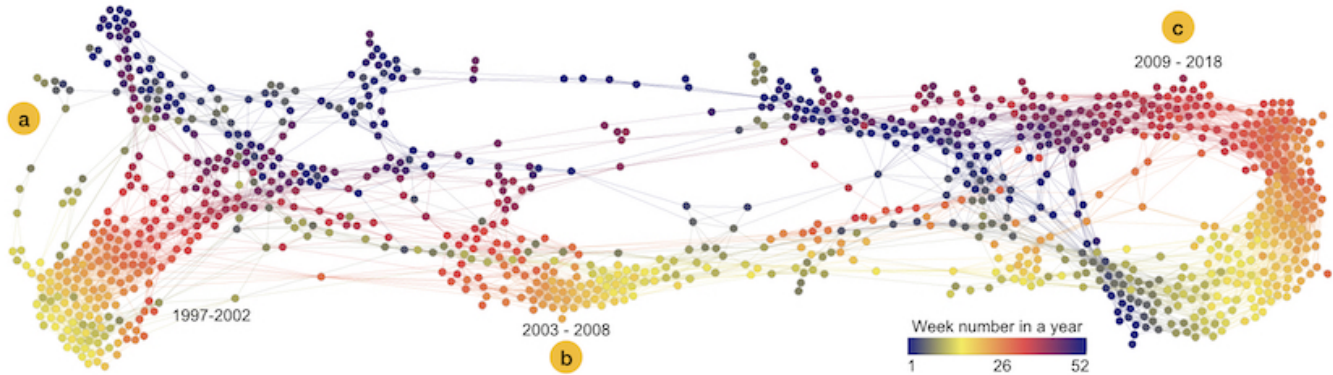 c
2009 - 2018
a
1997-2002
2003 - 2008
b
Week number in a year
1 26 52